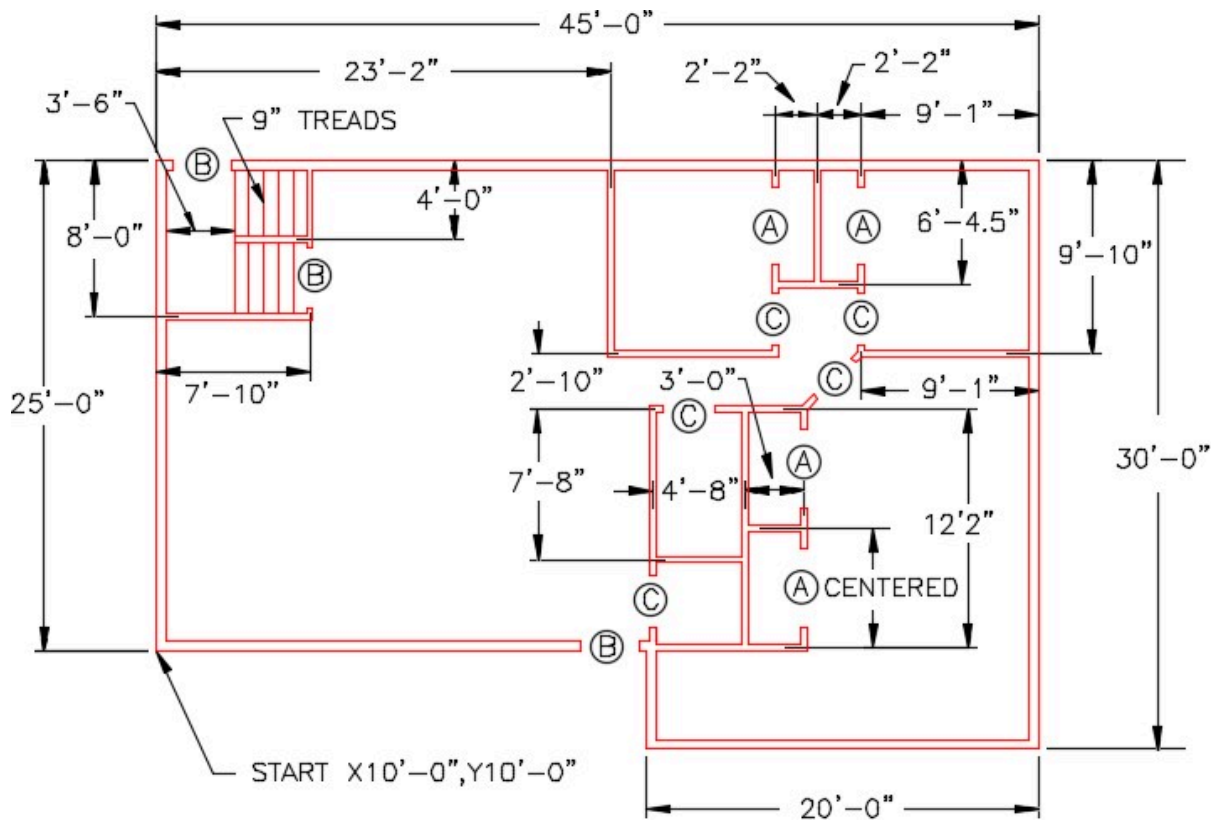 45'-0"
23'-2"
2'-2"
2'-2"
3'-6"
9" TREADS
9'-1"
B
4'-0"
8'-0"
A
A
6'-4.5"
9'-10"
B
C
C
7'-10"
2'-10"
3'-0"
C
9'-1"
25'-0"
C
30'-0"
7'-8"
4'-8"
A
12'2"
C
A CENTERED
B
START X10'-0",Y10'-0"
20'-0"